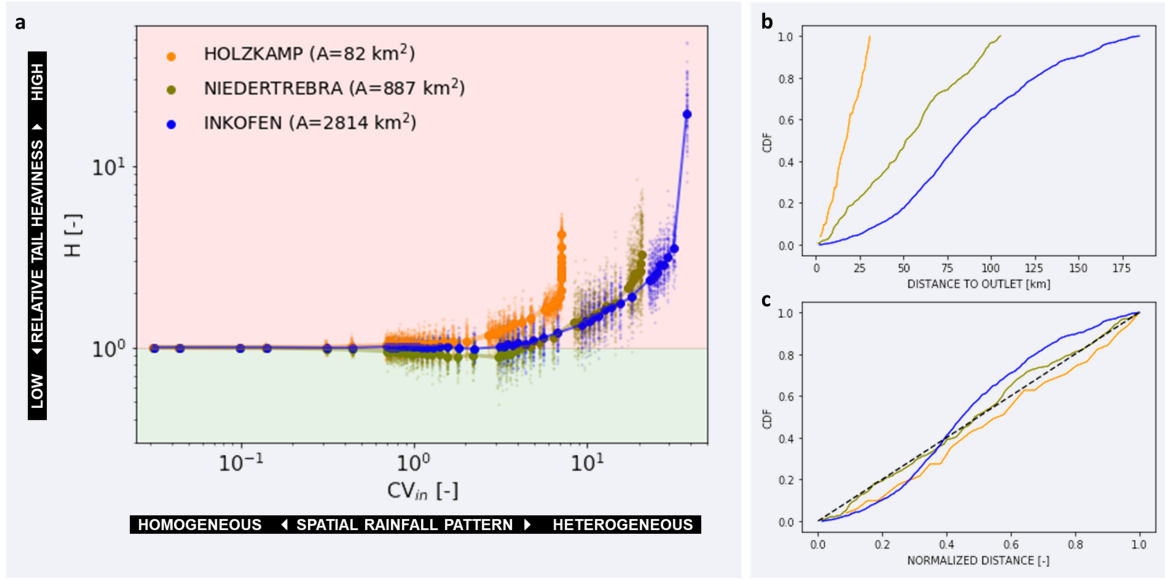 a
HOLZKAMP (A=82 km²)
NIEDERTREBRA (A=887 km²)
INKOFEN (A=2814 km²)
LOW ◄ RELATIVE TAIL HEAVINESS ► HIGH
H [-]
10¹
10⁰
10⁻¹ 10⁰ 10¹
CVᵢₙ [-]
HOMOGENEOUS ◄ SPATIAL RAINFALL PATTERN ► HETEROGENEOUS
b
CDF
1.0
0.8
0.6
0.4
0.2
0.0
0 25 50 75 100 125 150 175
DISTANCE TO OUTLET [km]
c
CDF
1.0
0.8
0.6
0.4
0.2
0.0
0.0 0.2 0.4 0.6 0.8 1.0
NORMALIZED DISTANCE [-]